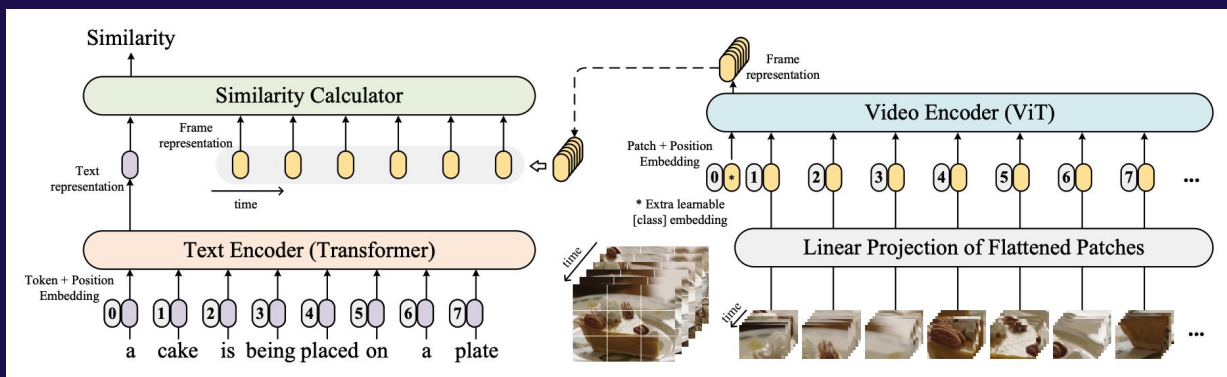 Similarity
Similarity Calculator
Frame
representation
Text
representation
time
Text Encoder (Transformer)
Token + Position
Embedding
0 1 2 3 4 5 6 7
a cake is being placed on a plate
Frame
representation
Video Encoder (ViT)
Patch + Position
Embedding
0 * 1 2 3 4 5 6 7 ...
* Extra learnable
[class] embedding
Linear Projection of Flattened Patches
time
time
...